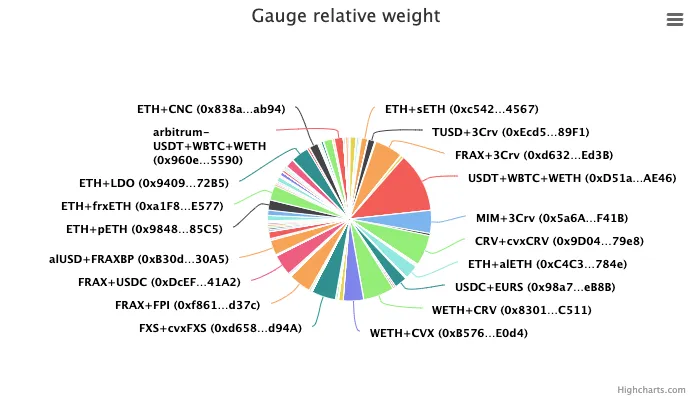 Gauge relative weight
ETH+CNC (0x838a...ab94)
ETH+sETH (0xc542...4567)
arbitrum-
USDT+WBTC+WETH
(0x960e...5590)
TUSD+3Crv (0xEcd5...89F1)
FRAX+3Crv (0xd632...Ed3B)
ETH+LDO (0x9409...72B5)
USDT+WBTC+WETH (0xD51a...AE46)
ETH+frxETH (0xa1F8...E577)
MIM+3Crv (0x5a6A...F41B)
ETH+pETH (0x9848...85C5)
CRV+cvxCRV (0x9D04...79e8)
alUSD+FRAXBP (0xB30d...30A5)
ETH+alETH (0xC4C3...784e)
FRAX+USDC (0xDcEF...41A2)
USDC+EURS (0x98a7...eB8B)
FRAX+FPI (0xf861...d37c)
WETH+CRV (0x8301...C511)
FXS+cvxFXS (0xd658...d94A)
WETH+CVX (0xB576...E0d4)
Highcharts.com